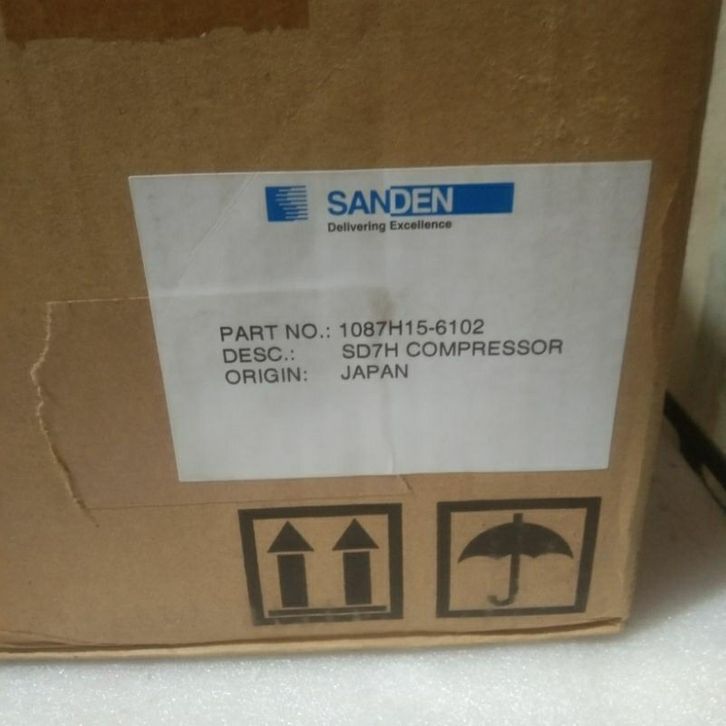 SANDEN
Delivering Excellence
PART NO.: 1087H15-6102
DESC.: SD7H COMPRESSOR
ORIGIN: JAPAN